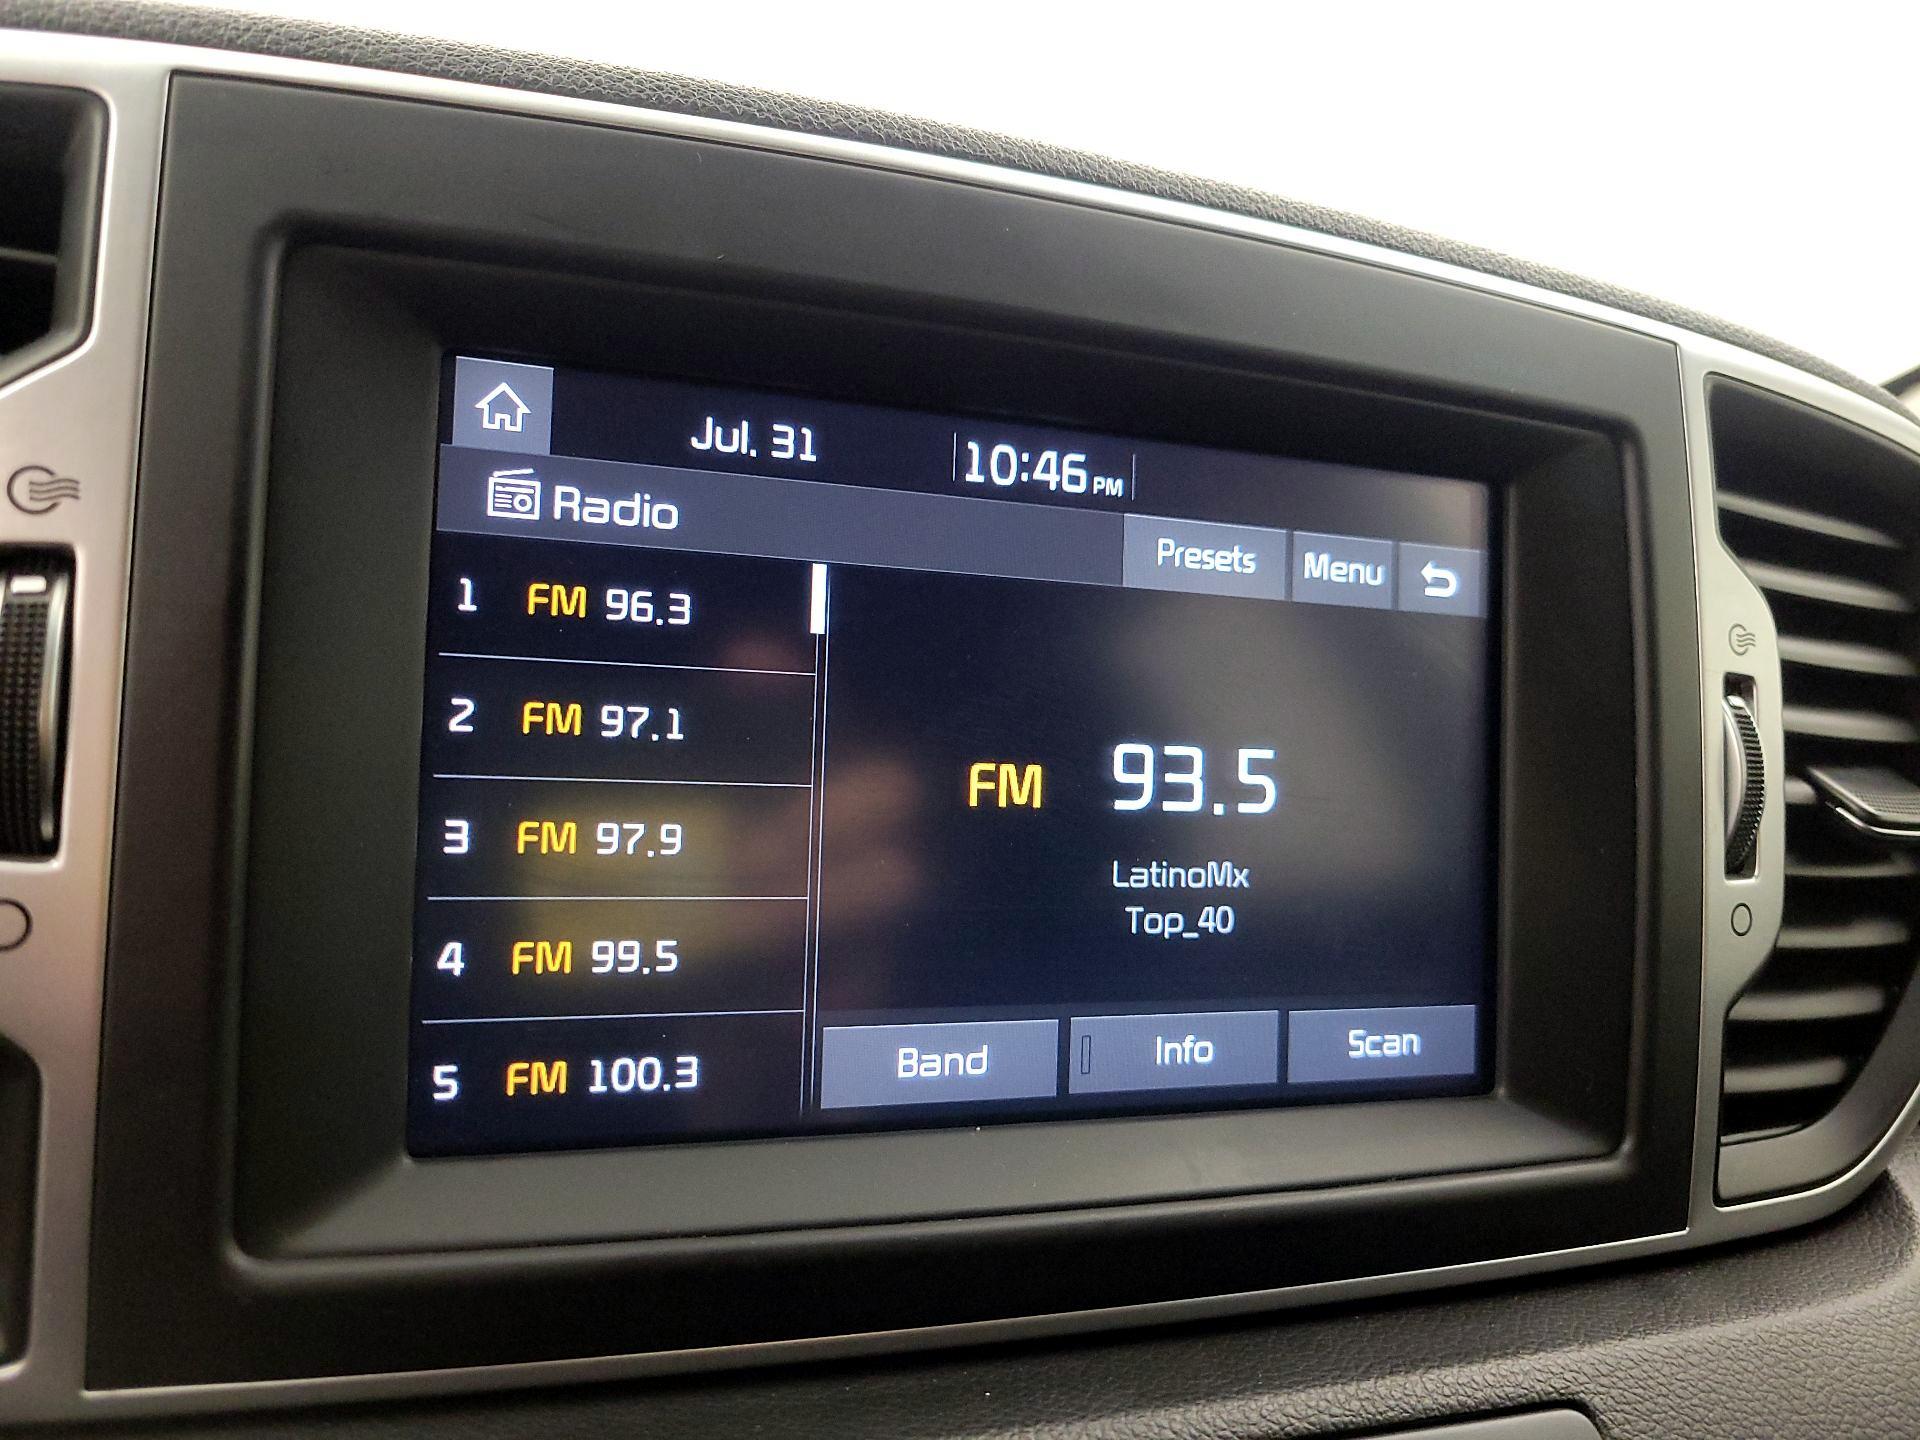 Jul. 31
10:46 PM
Radio
Presets
Menu
1 FM 96.3
2 FM 97.1
3 FM 97.9
4 FM 99.5
5 FM 100.3
FM 93.5
LatinoMx
Top_40
Band
Info
Scan